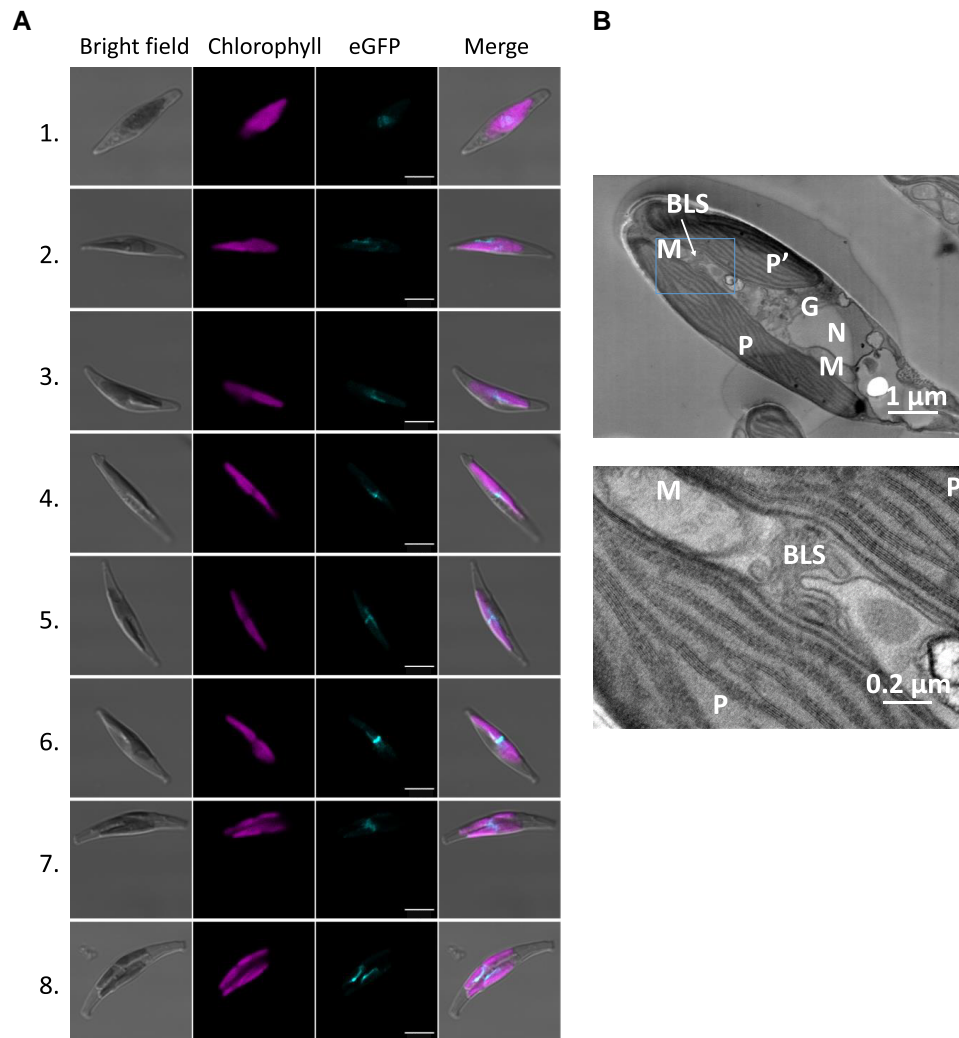 A
B
Bright field Chlorophyll eGFP Merge
1.
2.
3.
4.
5.
6.
7.
8.
BLS
M
P’
G
N
P
M
1 µm
M
P
BLS
0.2 µm
P